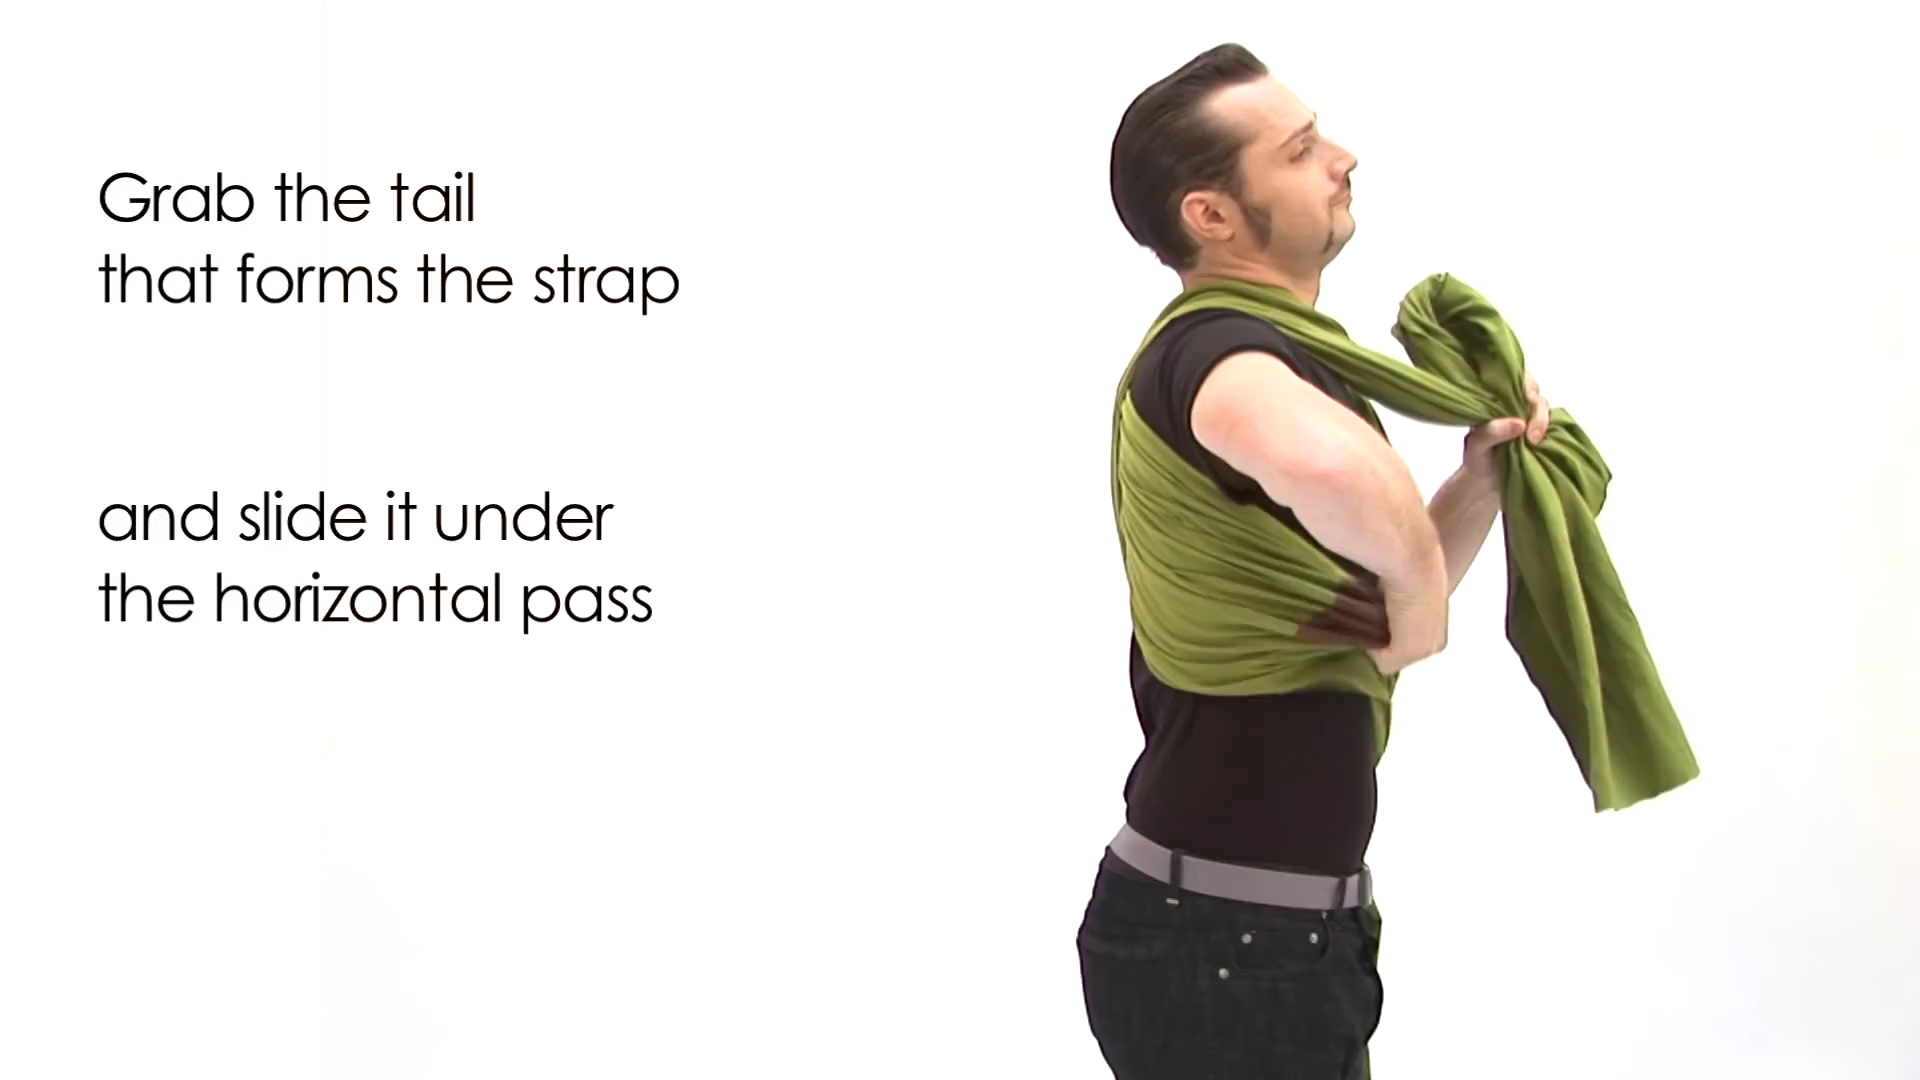 Grab the tail
that forms the strap
and slide it under
the horizontal pass